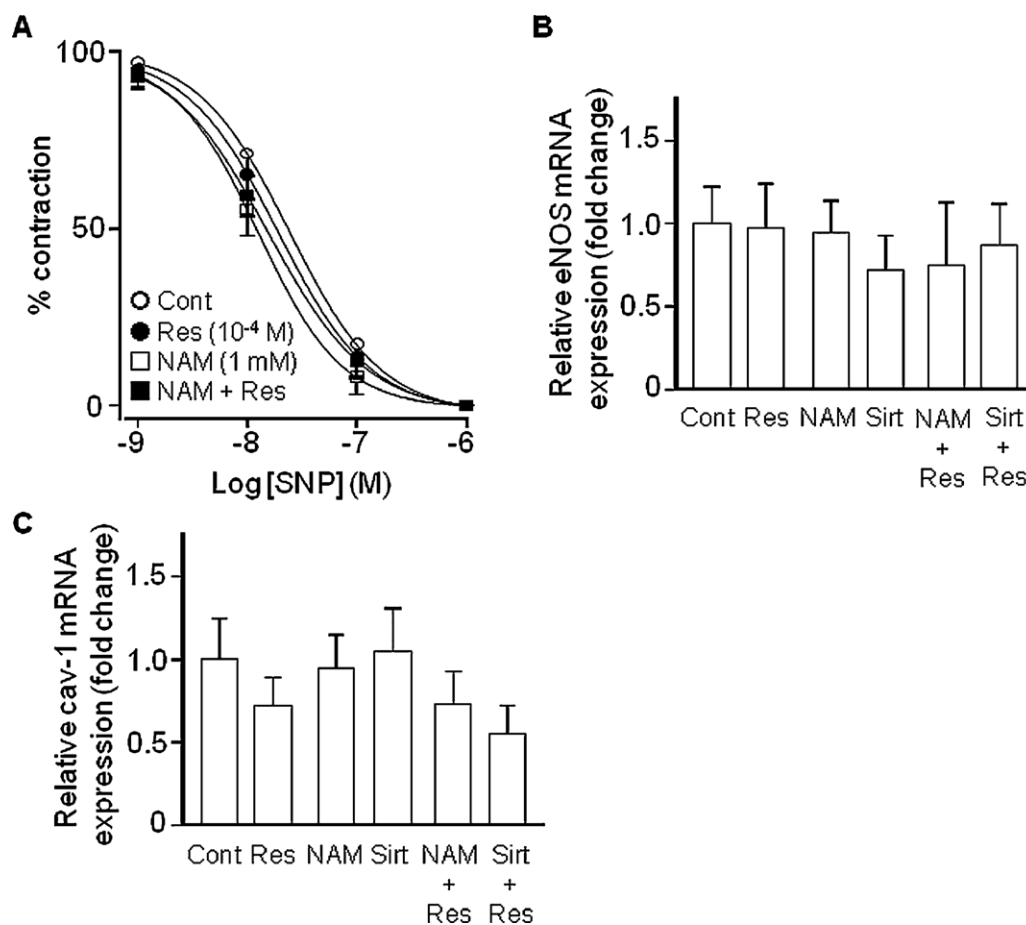 A
100
50
0
% contraction
Cont
Res (10⁻⁴ M)
NAM (1 mM)
NAM + Res
-9
-8
-7
-6
Log [SNP] (M)
B
Relative eNOS mRNA
expression (fold change)
1.5
1.0
0.5
0
Cont
Res
NAM
Sirt
NAM
+
Res
Sirt
+
Res
C
Relative cav-1 mRNA
expression (fold change)
1.5
1.0
0.5
0
Cont
Res
NAM
Sirt
NAM
+
Res
Sirt
+
Res